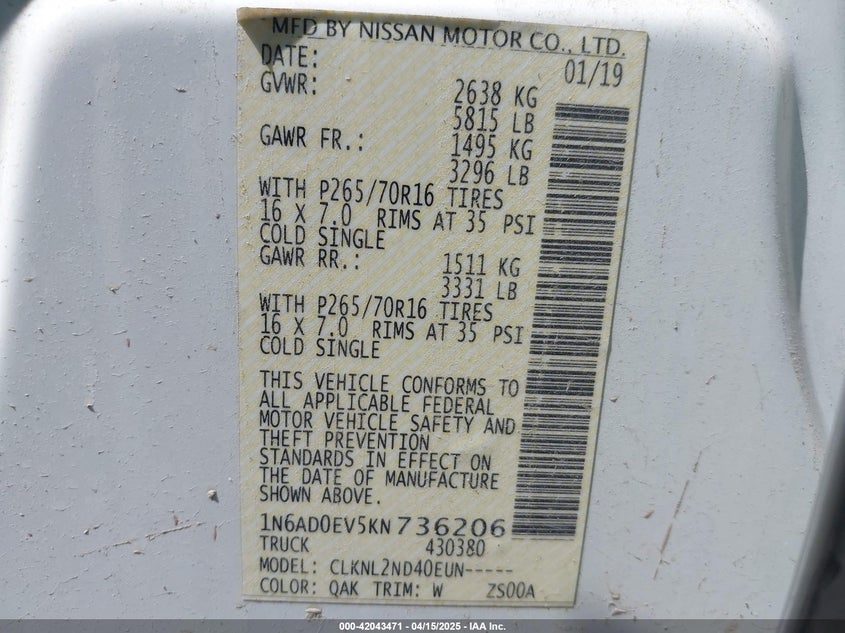 MFD BY NISSAN MOTOR CO., LTD.
DATE: 01/19
GVWR: 2638 KG
5815 LB
GAWR FR.: 1495 KG
3296 LB
WITH P265/70R16 TIRES
16 X 7.0 RIMS AT 35 PSI
COLD SINGLE
GAWR RR.: 1511 KG
3331 LB
WITH P265/70R16 TIRES
16 X 7.0 RIMS AT 35 PSI
COLD SINGLE
THIS VEHICLE CONFORMS TO
ALL APPLICABLE FEDERAL
MOTOR VEHICLE SAFETY AND
THEFT PREVENTION
STANDARDS IN EFFECT ON
THE DATE OF MANUFACTURE
SHOWN ABOVE.
1N6AD0EV5KN736206
TRUCK 430380
MODEL: CLKNL2ND40EUN-----
COLOR: QAK TRIM: W ZS00A
000-42043471 - 04/15/2025 - IAA Inc.